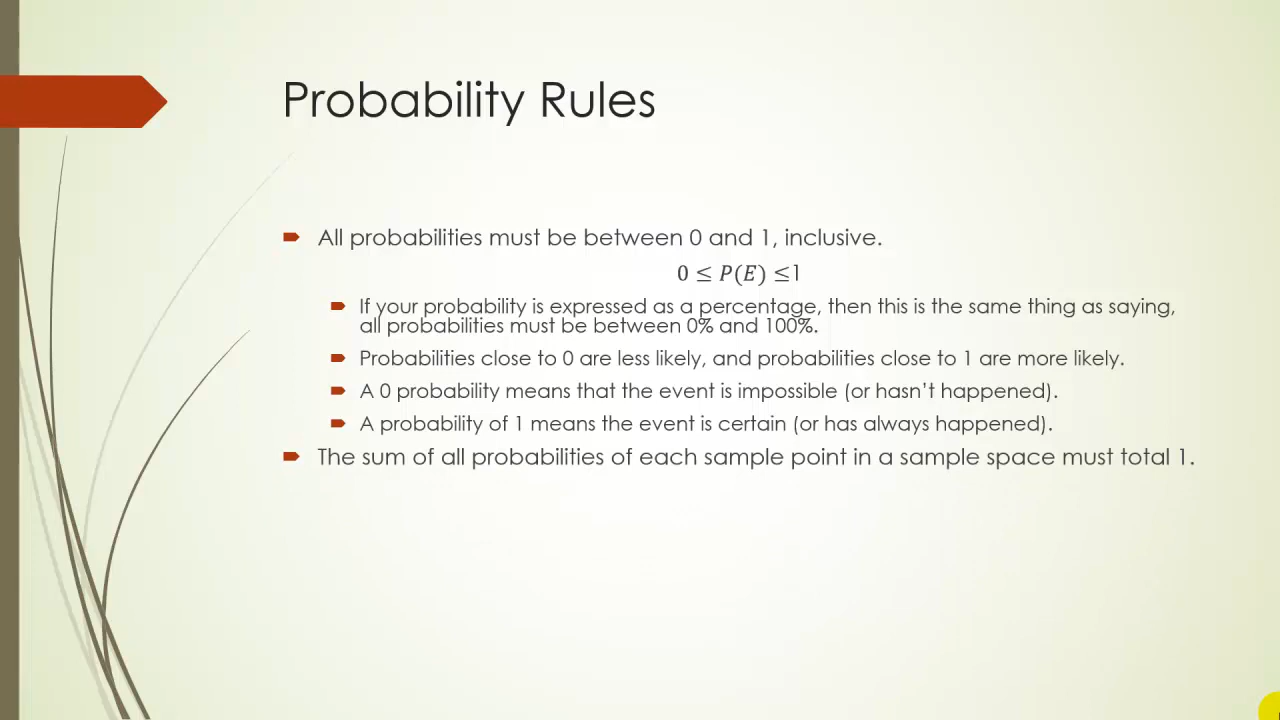 Probability Rules
All probabilities must be between 0 and 1, inclusive.
0 ≤ P(E) ≤1
If your probability is expressed as a percentage, then this is the same thing as saying,
all probabilities must be between 0% and 100%.
Probabilities close to 0 are less likely, and probabilities close to 1 are more likely.
A 0 probability means that the event is impossible (or hasn’t happened).
A probability of 1 means the event is certain (or has always happened).
The sum of all probabilities of each sample point in a sample space must total 1.